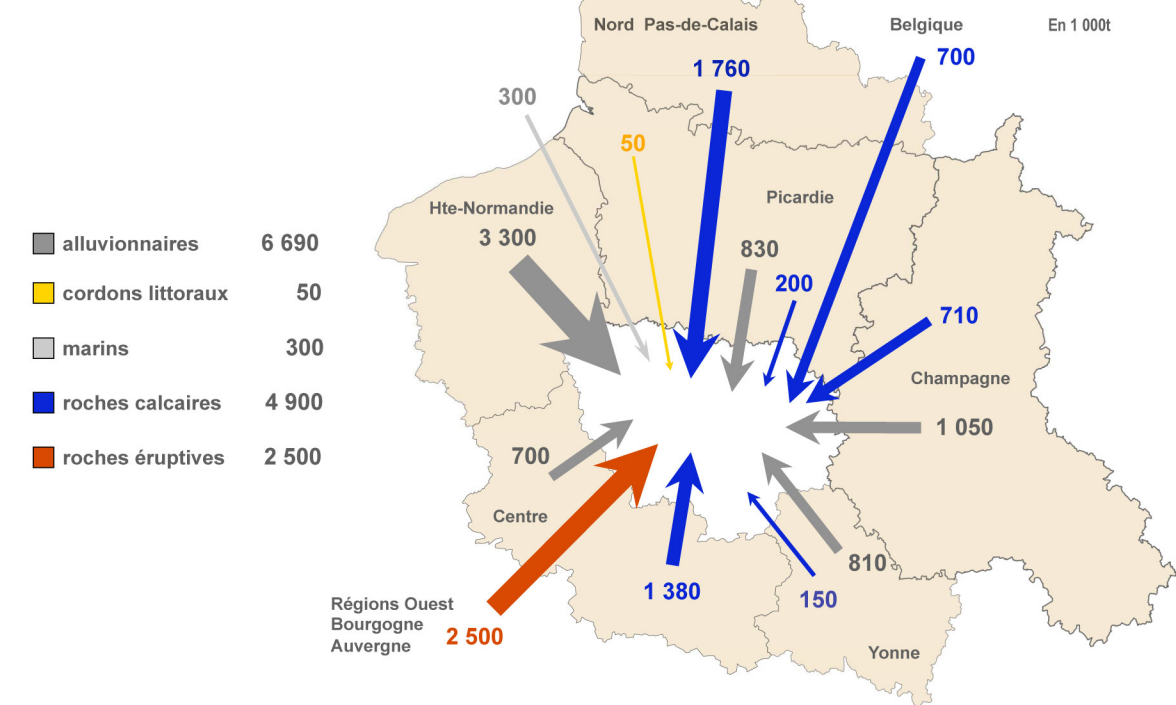 Nord Pas-de-Calais
Belgique
En 1 000t
700
1 760
300
50
Picardie
Hte-Normandie
3 300
830
200
710
Champagne
1 050
alluvionnaires 6 690
cordons littoraux 50
marins 300
roches calcaires 4 900
roches éruptives 2 500
700
Centre
810
1 380
150
Régions Ouest
Bourgogne
Auvergne
2 500
Yonne